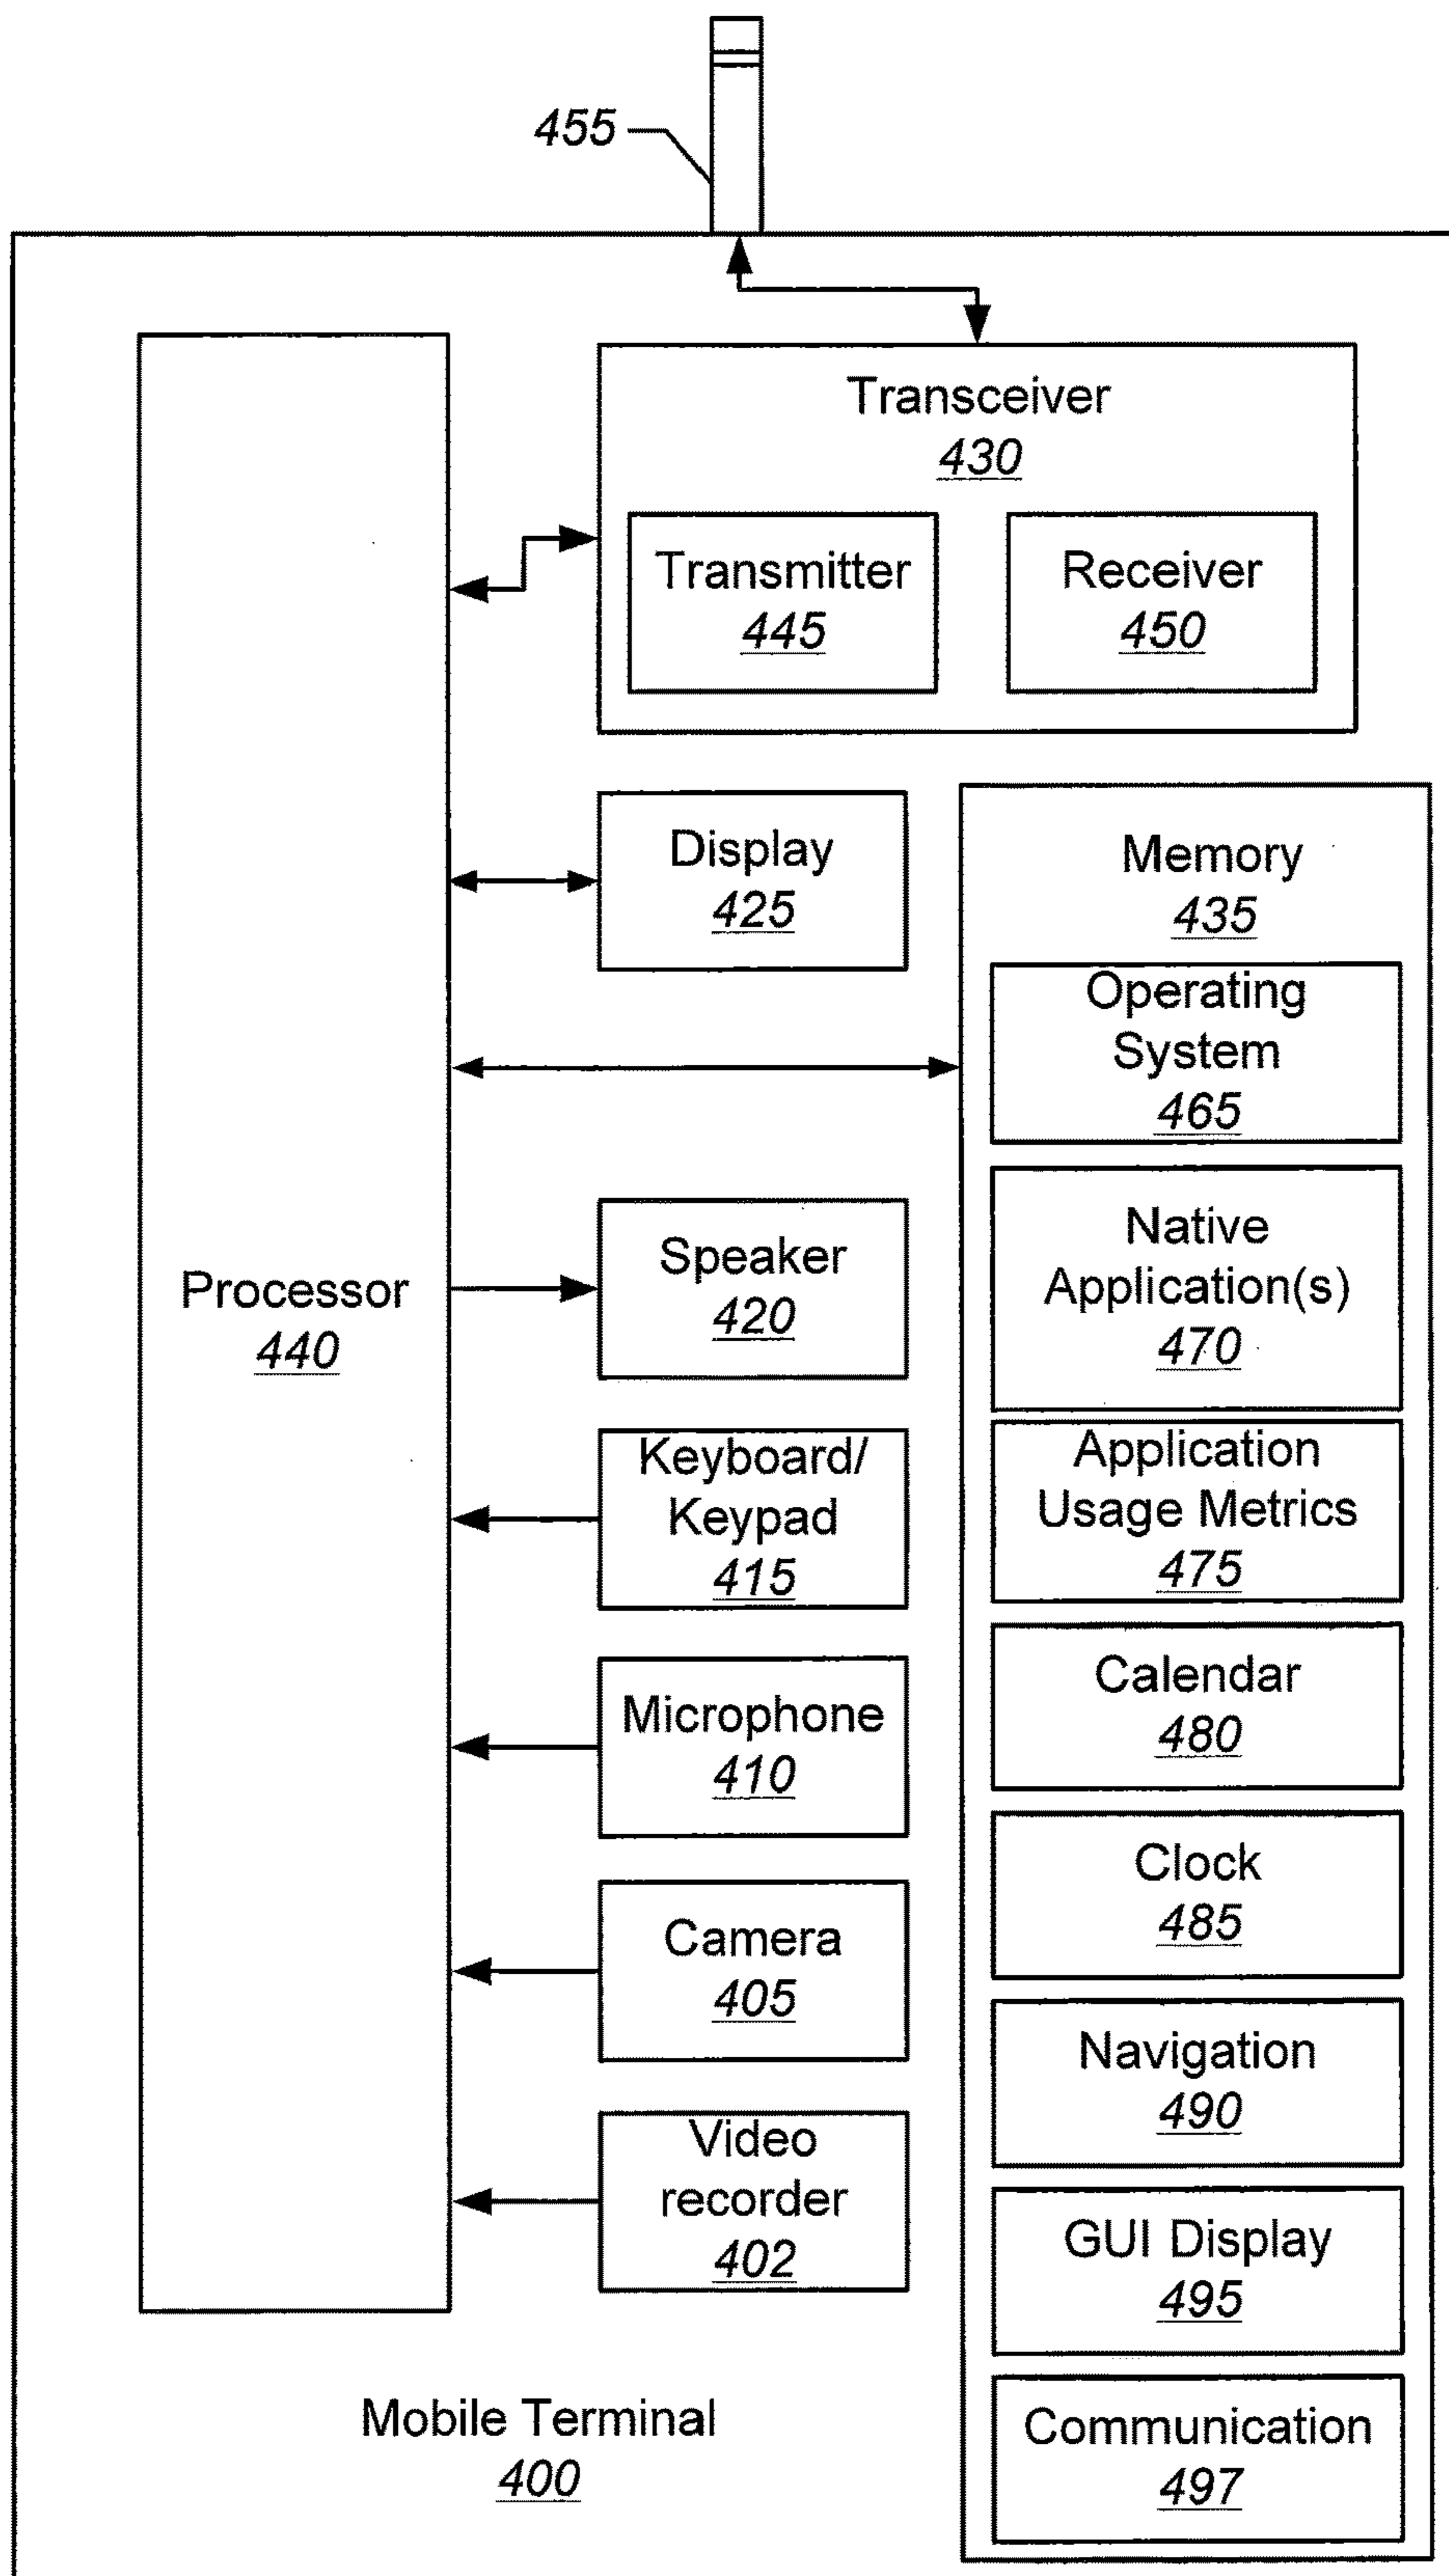 455
Transceiver
430
Transmitter
445
Receiver
450
Display
425
Memory
435
Operating
System
465
Native
Application(s)
470
Application
Usage Metrics
475
Calendar
480
Clock
485
Navigation
490
GUI Display
495
Communication
497
Processor
440
Speaker
420
Keyboard/
Keypad
415
Microphone
410
Camera
405
Video
recorder
402
Mobile Terminal
400